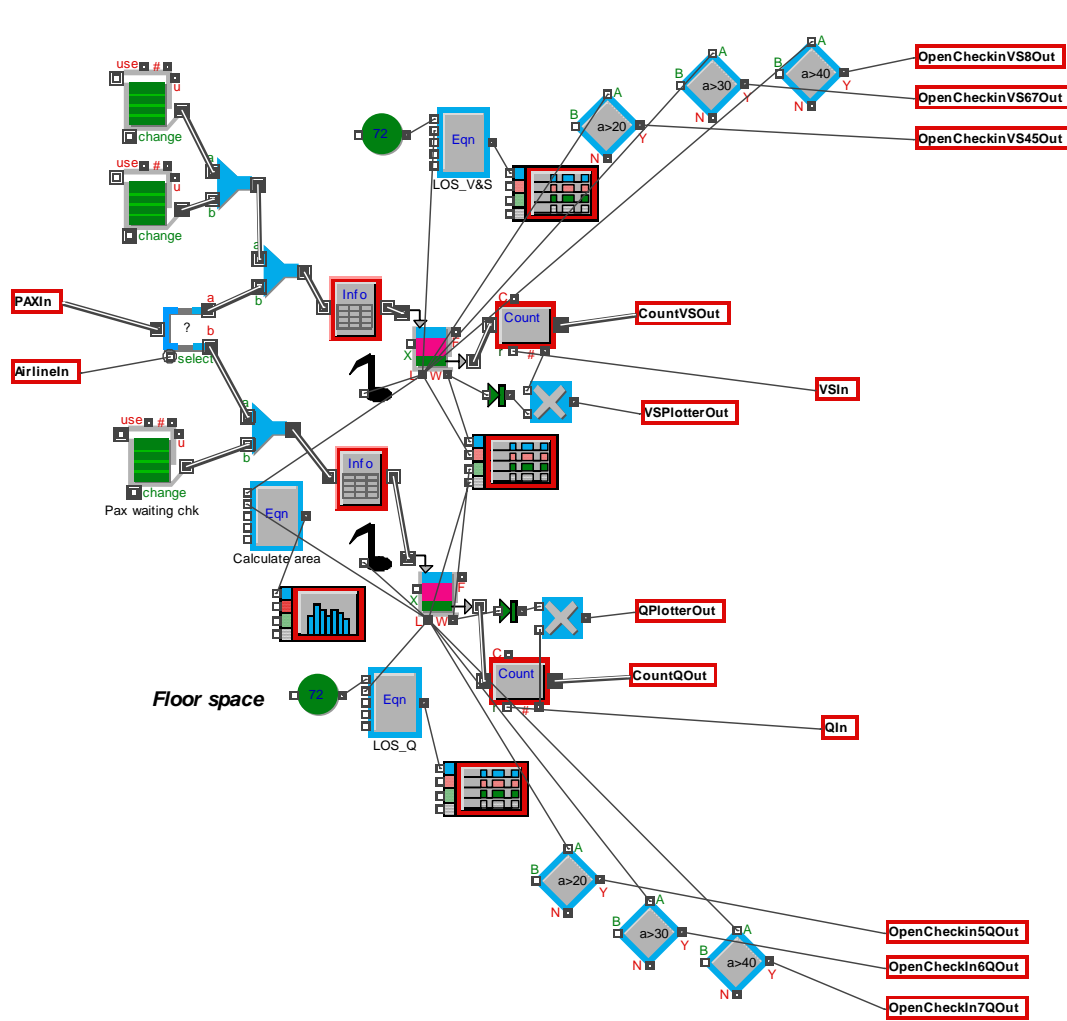 use # u
change
use # u
change
a
b
a
b
PAXIn
AirlineIn
?
a
b
select
Info
72
Eqn
LOS_V&S
A
B
a>20
N
Y
A
B
a>30
N
Y
A
B
a>40
N
Y
OpenCheckinVS8Out
OpenCheckinVS67Out
OpenCheckinVS45Out
X
F
L W
C
Count
r #
CountVSOut
VSIn
VSPlotterOut
use # u
change
Pax waiting chk
a
b
Info
Eqn
Calculate area
X
F
L W
QPlotterOut
C
Count
r #
CountQOut
QIn
Floor space
72
Eqn
LOS_Q
A
B
a>20
N
Y
A
B
a>30
N
Y
A
B
a>40
N
Y
OpenCheckin5QOut
OpenCheckIn6QOut
OpenCheckIn7QOut